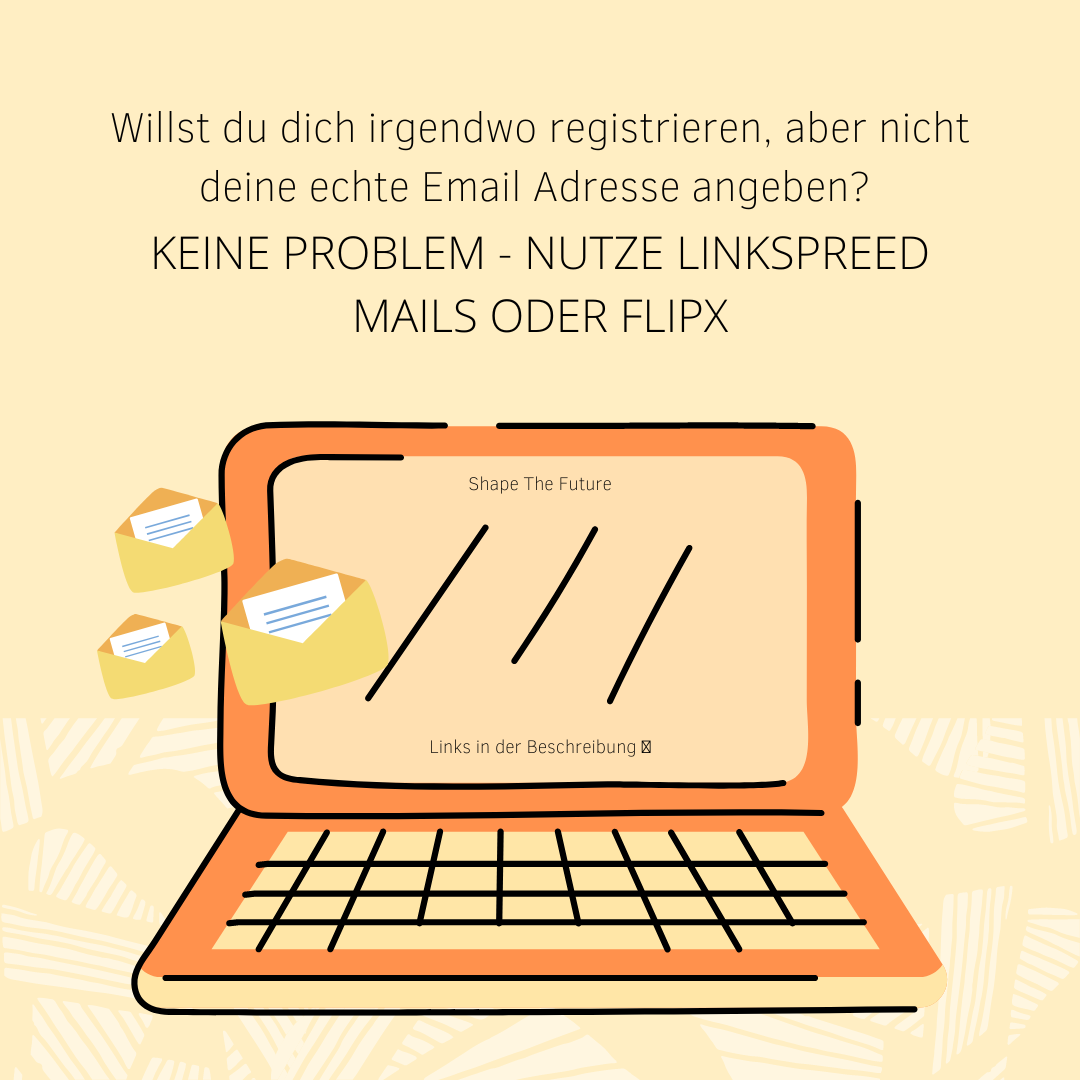 Willst du dich irgendwo registrieren, aber nicht
deine echte Email Adresse angeben?
KEINE PROBLEM - NUTZE LINKSPREED
MAILS ODER FLIPX
Shape The Future
Links in der Beschreibung